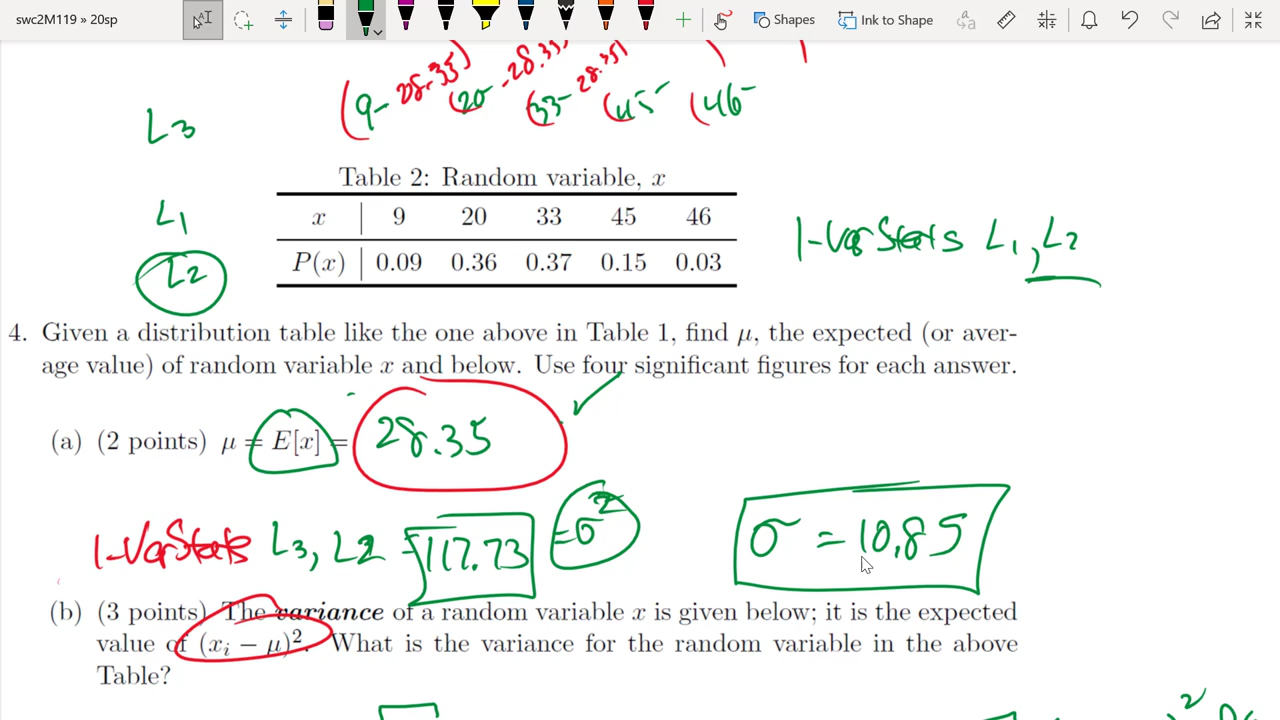 swc2M119 » 20sp
Shapes
Ink to Shape
(9-28.35) (20-28.35) (33-28.35) (45- (46-
L3
Table 2: Random variable, x
x 9 20 33 45 46
P(x) 0.09 0.36 0.37 0.15 0.03
L1
L2
1-VarStats L1, L2
4. Given a distribution table like the one above in Table 1, find μ, the expected (or aver-
age value) of random variable x and below. Use four significant figures for each answer.
(a) (2 points) μ = E[x] = 28.35
1-VarStats L3, L2 = 117.73 = σ²
σ = 10.85
(b) (3 points) The variance of a random variable x is given below; it is the expected
value of (xᵢ − μ)². What is the variance for the random variable in the above
Table?